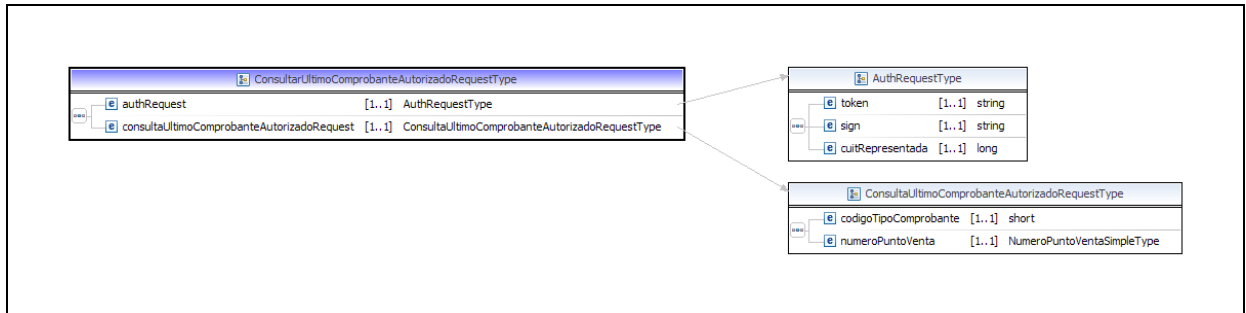 ConsultarUltimoComprobanteAutorizadoRequestType
authRequest [1..1] AuthRequestType
consultaUltimoComprobanteAutorizadoRequest [1..1] ConsultaUltimoComprobanteAutorizadoRequestType
AuthRequestType
token [1..1] string
sign [1..1] string
cuitRepresentada [1..1] long
ConsultaUltimoComprobanteAutorizadoRequestType
codigoTipoComprobante [1..1] short
numeroPuntoVenta [1..1] NumeroPuntoVentaSimpleType